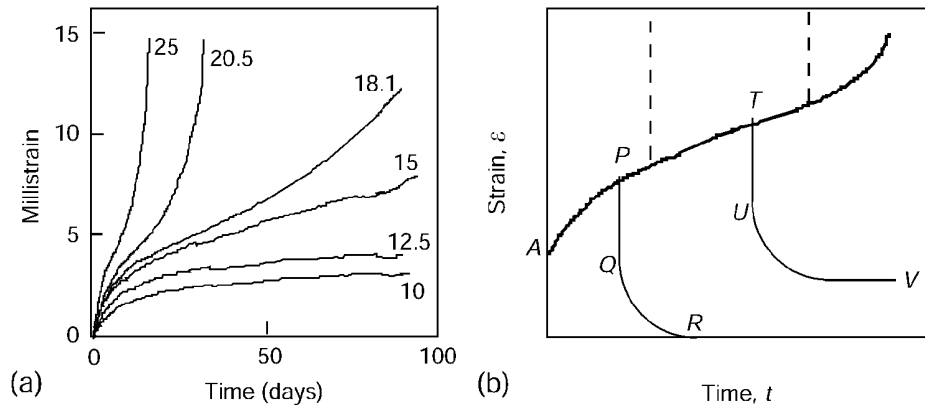 15
10
5
0
Millistrain
25
20.5
18.1
15
12.5
10
0
50
100
Time (days)
(a)
Strain, ε
A
P
Q
R
T
U
V
Time, t
(b)